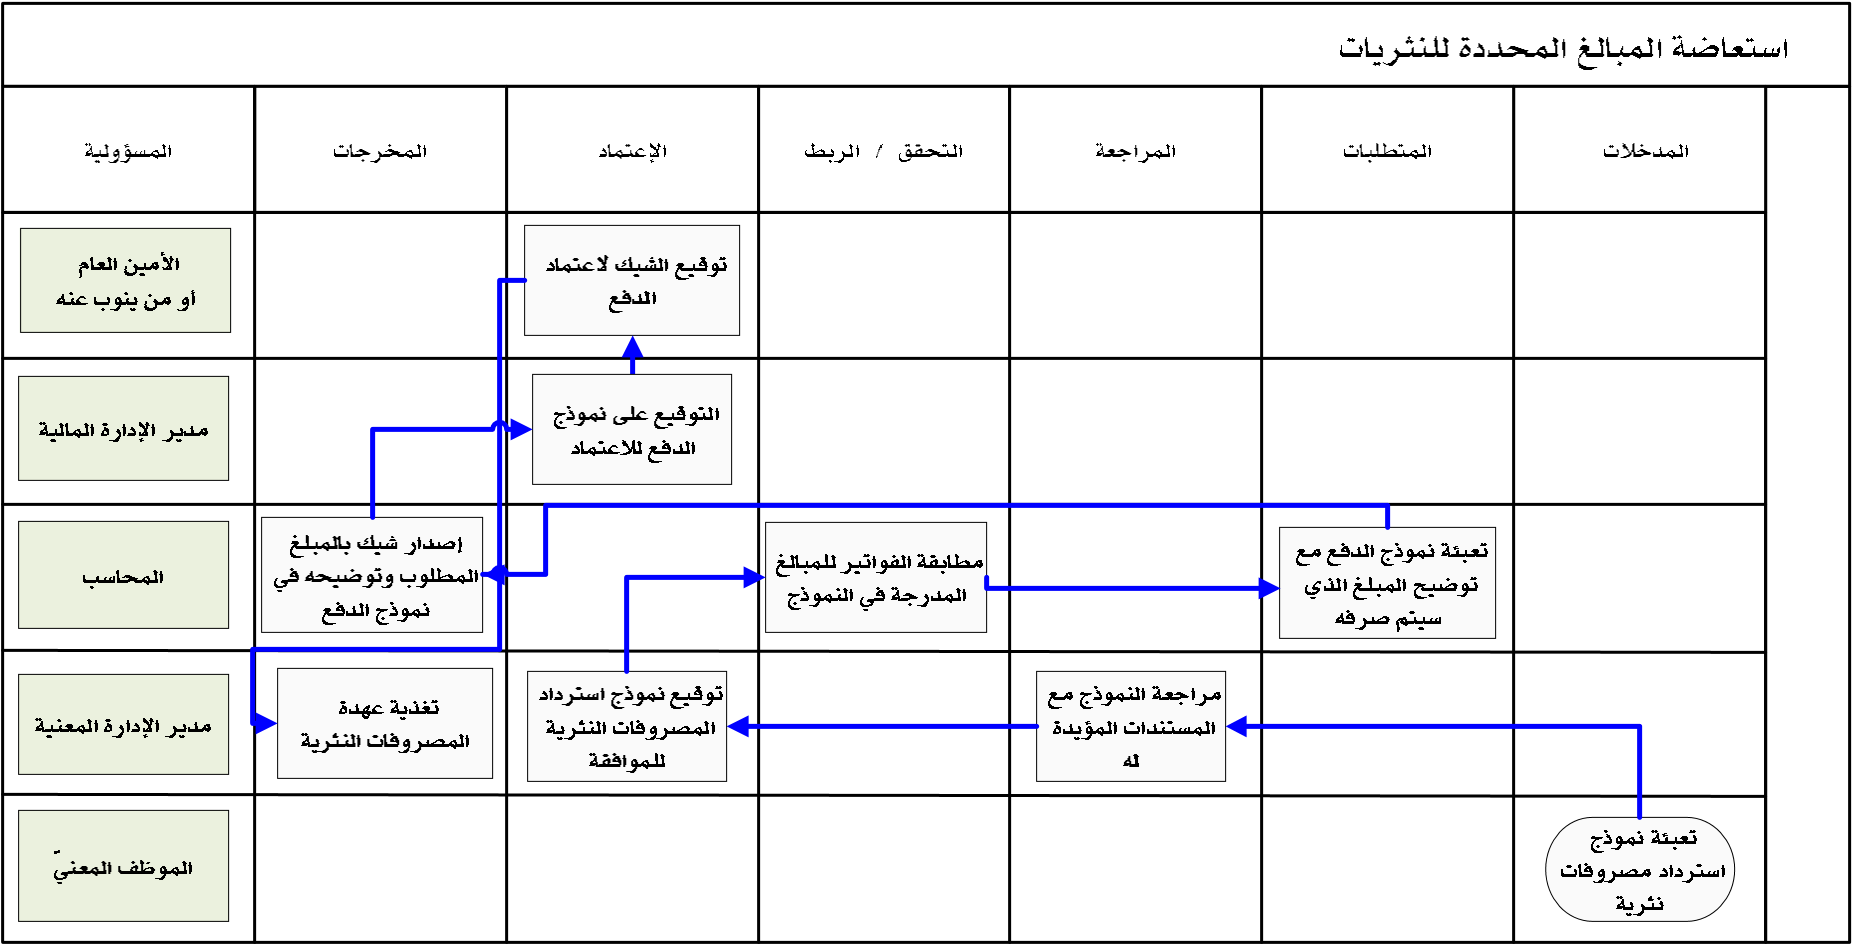 استعاضة المبالغ المحددة للنثريات
المدخلات
المتطلبات
المراجعة
التحقق / الربط
الإعتماد
المخرجات
المسؤولية
توقيع الشيك لاعتماد
الدفع
الأمين العام
أو من ينوب عنه
التوقيع على نموذج
الدفع للاعتماد
مدير الإدارة المالية
تعبئة نموذج الدفع مع
توضيح المبلغ الذي
سيتم صرفه
مطابقة الفواتير للمبالغ
المدرجة في النموذج
إصدار شيك بالمبلغ
المطلوب وتوضيحه في
نموذج الدفع
المحاسب
مراجعة النموذج مع
المستندات المؤيدة
له
توقيع نموذج استرداد
المصروفات النثرية
للموافقة
تغذية عهدة
المصروفات النثرية
مدير الإدارة المعنية
تعبئة نموذج
استرداد مصروفات
نثرية
الموظف المعنيّ